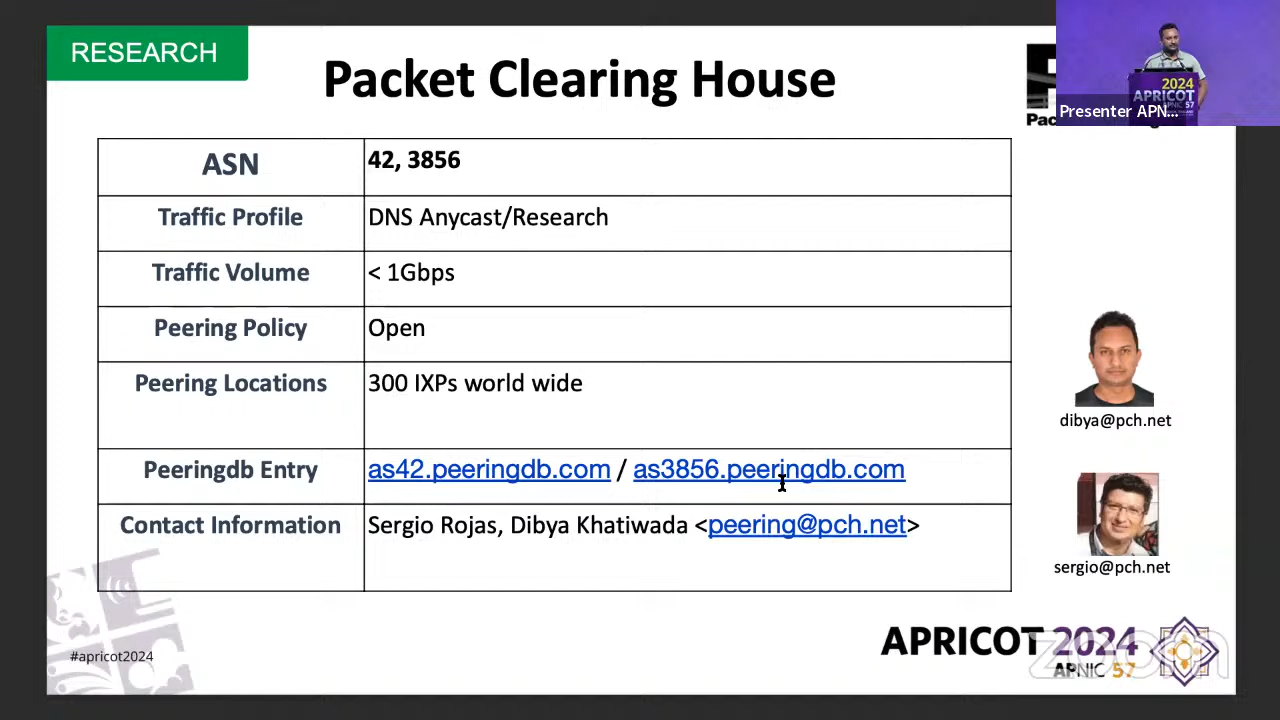 RESEARCH
Packet Clearing House
2024
APRICOT
57
Presenter APN...
ASN
42, 3856
Traffic Profile
DNS Anycast/Research
Traffic Volume
< 1Gbps
Peering Policy
Open
Peering Locations
300 IXPs world wide
Peeringdb Entry
as42.peeringdb.com / as3856.peeringdb.com
Contact Information
Sergio Rojas, Dibya Khatiwada <peering@pch.net>
dibya@pch.net
sergio@pch.net
#apricot2024
APRICOT 2024
APNIC 57
zoom